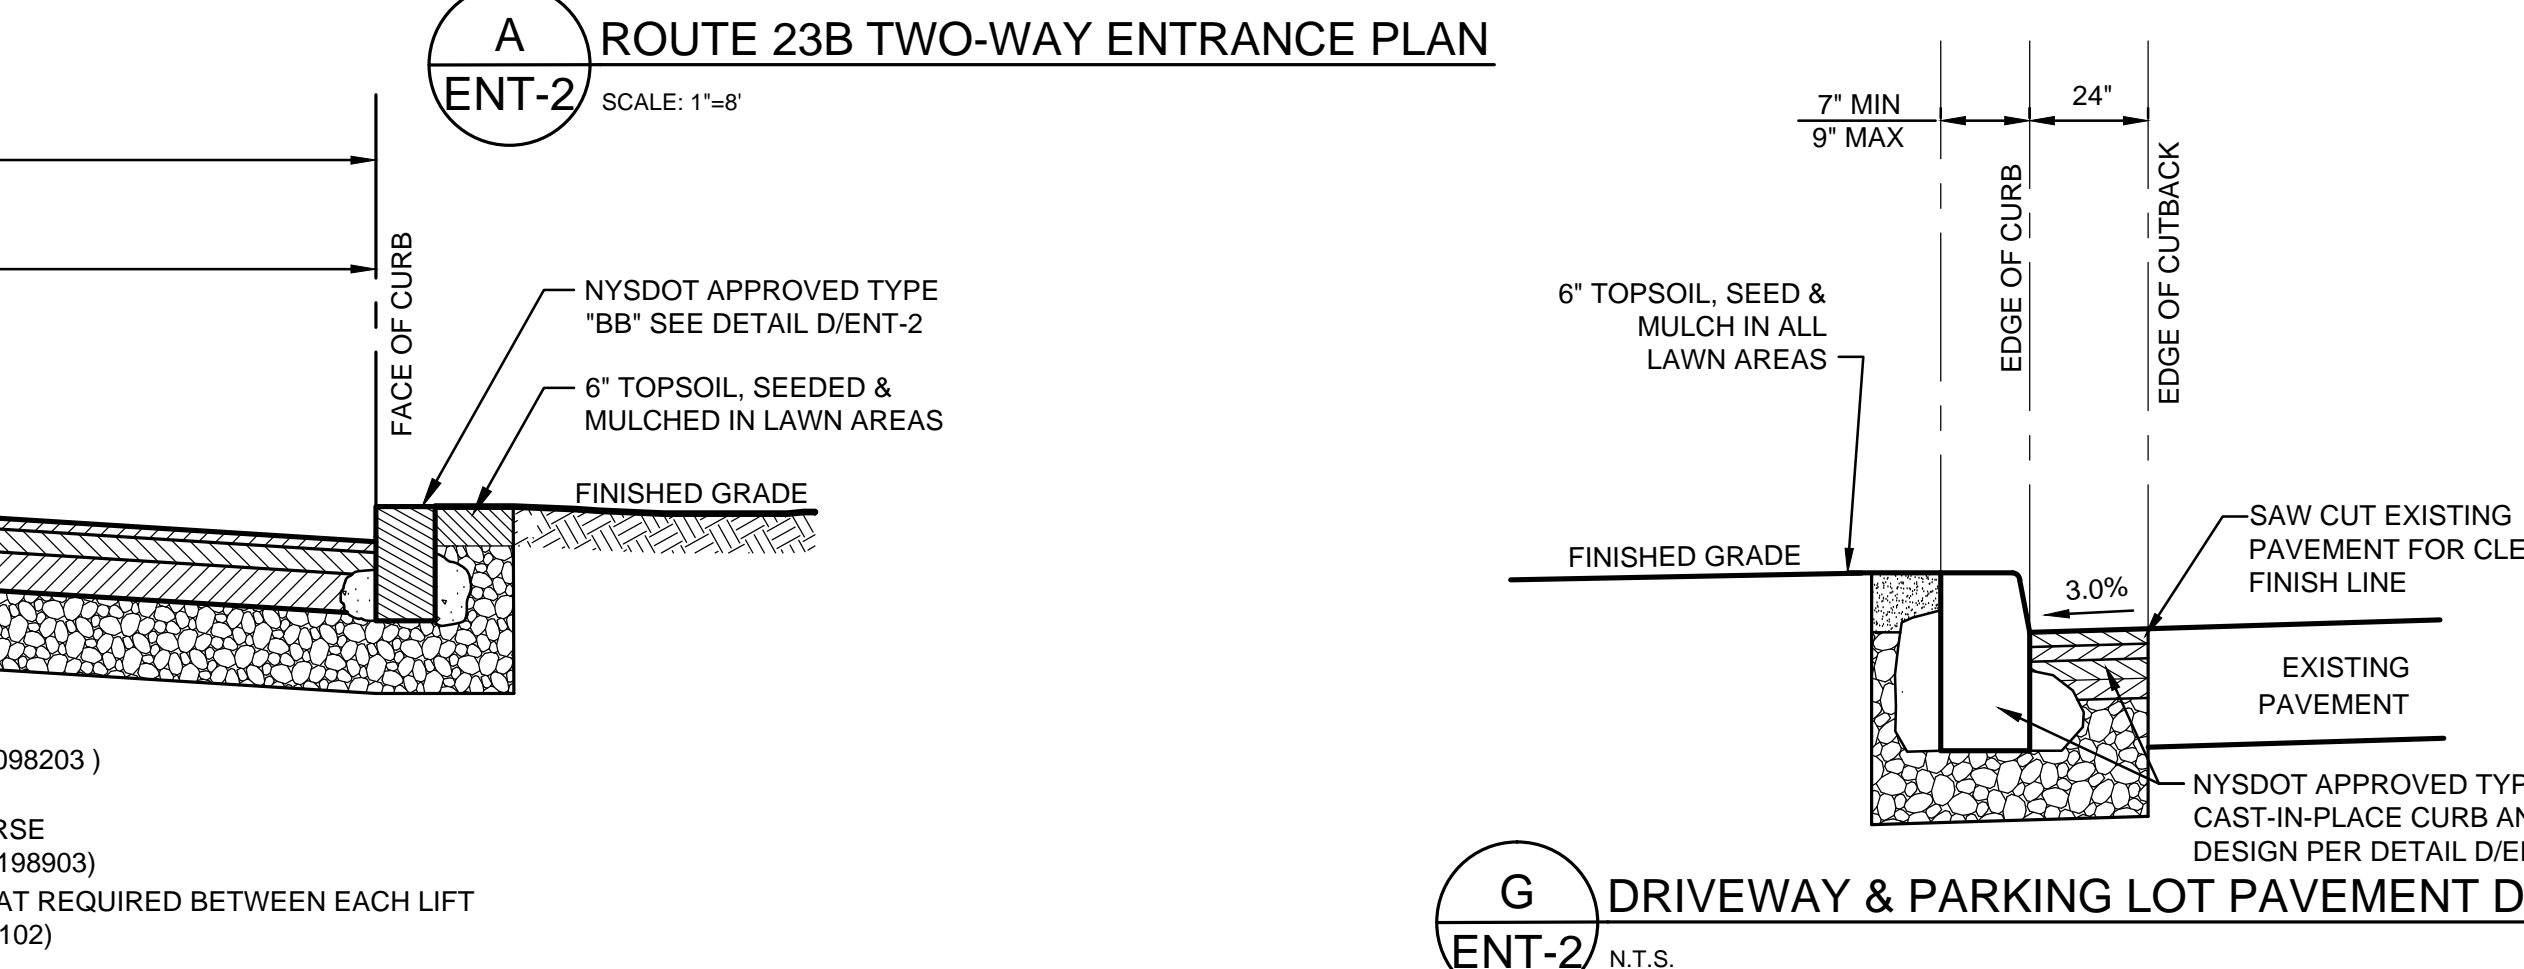 A
ENT-2
ROUTE 23B TWO-WAY ENTRANCE PLAN
SCALE: 1"=8'
FACE OF CURB
NYSDOT APPROVED TYPE
"BB" SEE DETAIL D/ENT-2
6" TOPSOIL, SEEDED &
MULCHED IN LAWN AREAS
FINISHED GRADE
098203 )
RSE
198903)
AT REQUIRED BETWEEN EACH LIFT
102)
7" MIN
9" MAX
24"
EDGE OF CURB
EDGE OF CUTBACK
6" TOPSOIL, SEED &
MULCH IN ALL
LAWN AREAS
FINISHED GRADE
3.0%
SAW CUT EXISTING
PAVEMENT FOR CLE
FINISH LINE
EXISTING
PAVEMENT
NYSDOT APPROVED TYP
CAST-IN-PLACE CURB AN
DESIGN PER DETAIL D/E
G
ENT-2
DRIVEWAY & PARKING LOT PAVEMENT D
N.T.S.